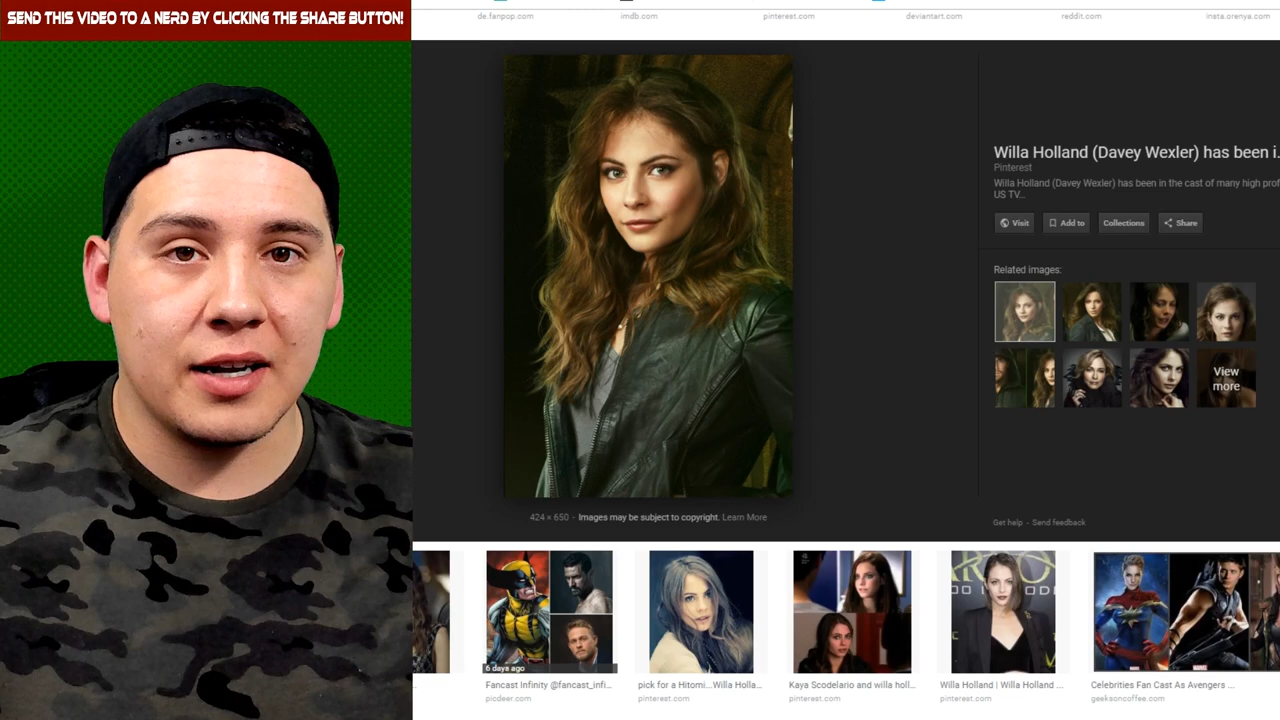 SEND THIS VIDEO TO A NERD BY CLICKING THE SHARE BUTTON!
de.fanpop.com
imdb.com
pinterest.com
deviantart.com
reddit.com
insta.orenya.com
Willa Holland (Davey Wexler) has been i...
Pinterest
Willa Holland (Davey Wexler) has been in the cast of many high prof
US TV...
Visit
Add to
Collections
Share
Related images:
View
more
424 × 650 - Images may be subject to copyright. Learn More
Get help - Send feedback
6 days ago
Fancast Infinity @fancast_infi...
picdeer.com
pick for a Hitomi...Willa Holla...
pinterest.com
Kaya Scodelario and willa holl...
pinterest.com
Willa Holland | Willa Holland ...
pinterest.com
Celebrities Fan Cast As Avengers ...
geeksoncoffee.com